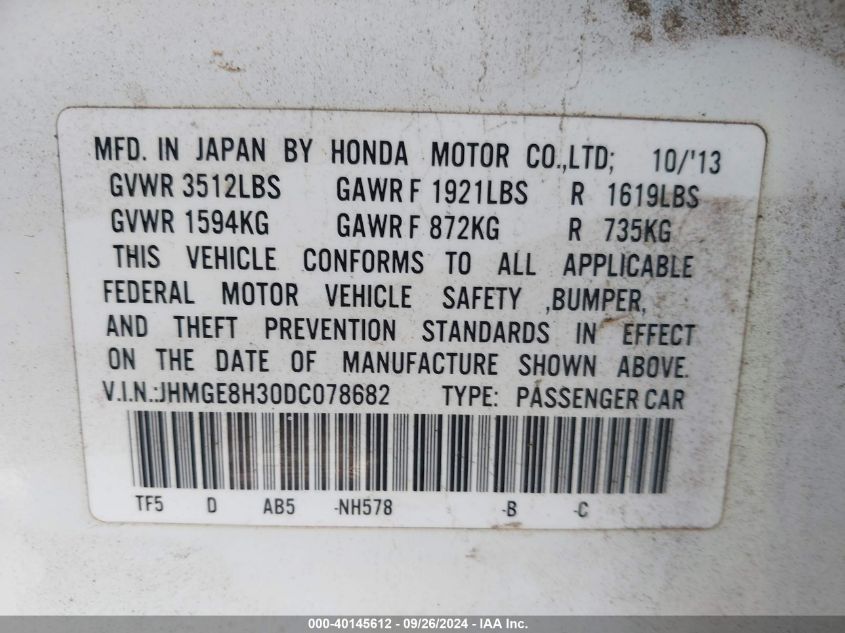 MFD. IN JAPAN BY HONDA MOTOR CO.,LTD; 10/'13
GVWR 3512LBS GAWR F 1921LBS R 1619LBS
GVWR 1594KG GAWR F 872KG R 735KG
THIS VEHICLE CONFORMS TO ALL APPLICABLE
FEDERAL MOTOR VEHICLE SAFETY ,BUMPER,
AND THEFT PREVENTION STANDARDS IN EFFECT
ON THE DATE OF MANUFACTURE SHOWN ABOVE.
V.I.N.:JHMGE8H30DC078682 TYPE: PASSENGER CAR
TF5 D AB5 -NH578 -B -C
000-40145612 - 09/26/2024 - IAA Inc.